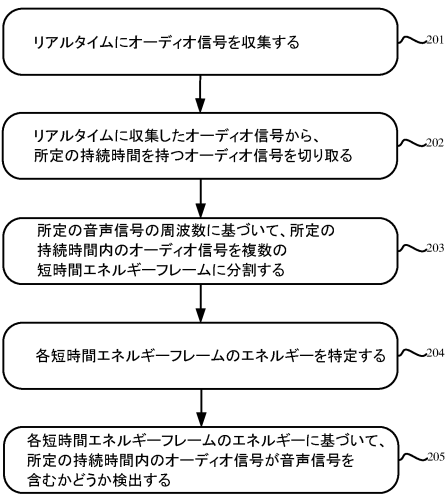 リアルタイムにオーディオ信号を収集する
201
リアルタイムに収集したオーディオ信号から、
所定の持続時間を持つオーディオ信号を切り取る
202
所定の音声信号の周波数に基づいて、所定の
持続時間内のオーディオ信号を複数の
短時間エネルギーフレームに分割する
203
各短時間エネルギーフレームのエネルギーを特定する
204
各短時間エネルギーフレームのエネルギーに基づいて、
所定の持続時間内のオーディオ信号が音声信号を
含むかどうか検出する
205